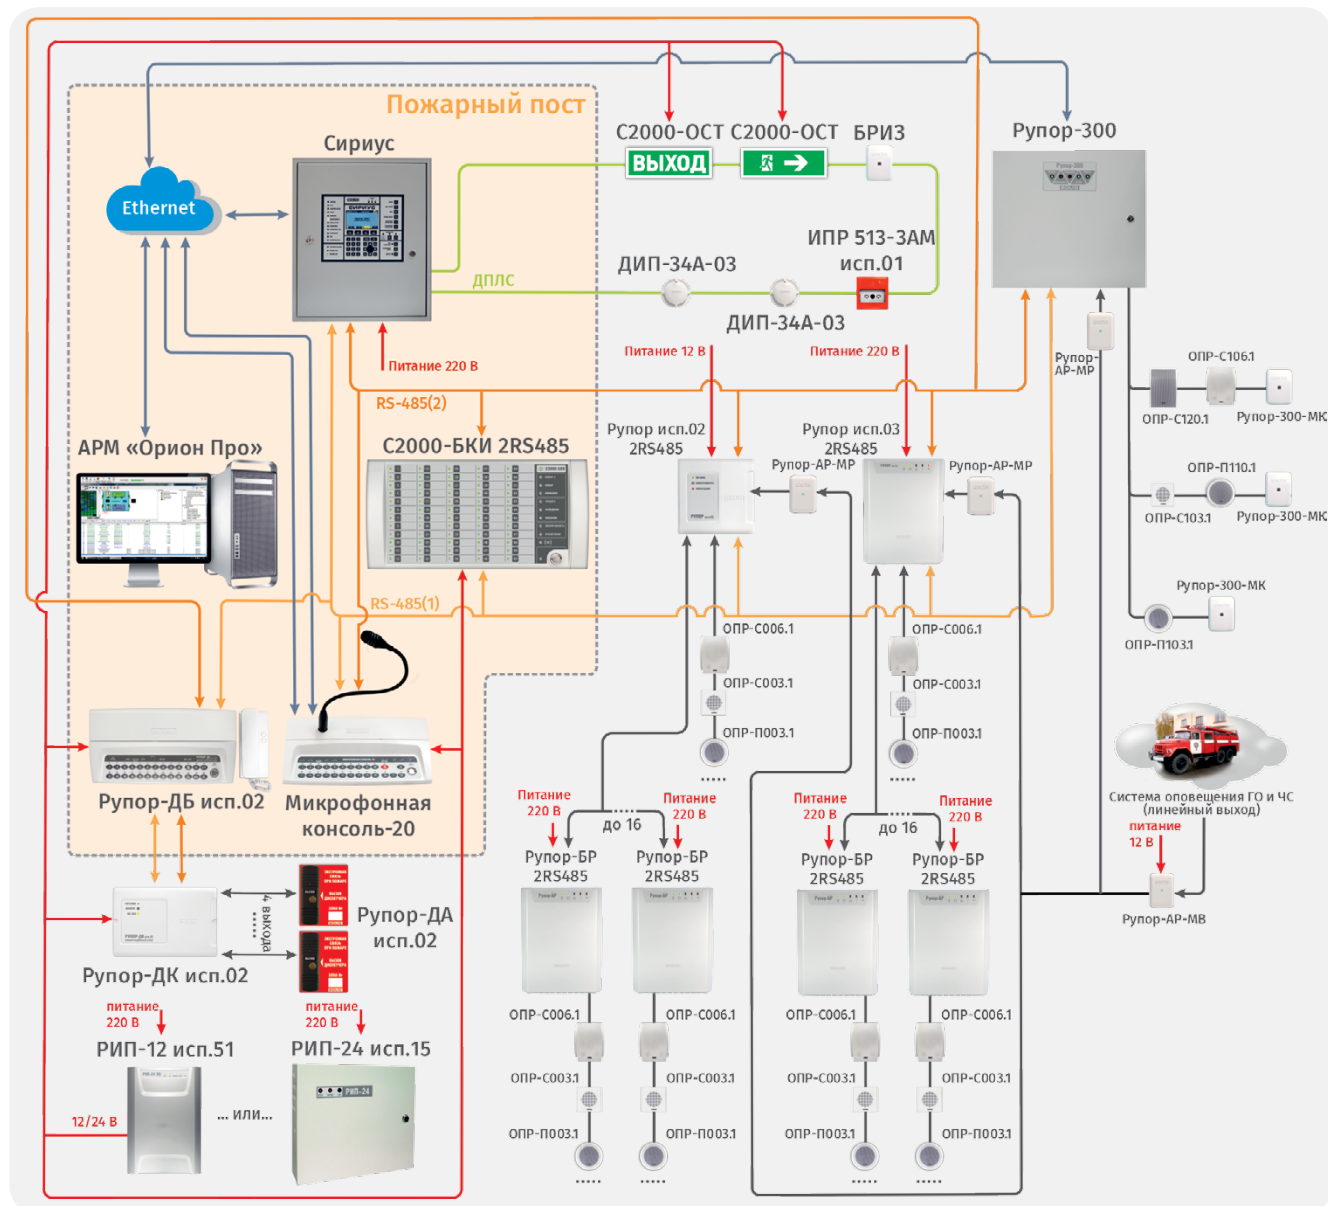 Пожарный пост
Сириус
Ethernet
С2000-ОСТ
С2000-ОСТ
БРИЗ
ВЫХОД
Рупор-300
ДПЛС
ДИП-34А-03
ИПР 513-3АМ
исп.01
ДИП-34А-03
Питание 220 В
Питание 12 В
Питание 220 В
Рупор-
АР-МР
ОПР-С106.1
ОПР-С120.1
Рупор-300-МК
RS-485(2)
АРМ «Орион Про»
С2000-БКИ 2RS485
Рупор исп.02
2RS485
Рупор исп.03
2RS485
Рупор-АР-МР
Рупор-АР-МР
ОПР-П110.1
ОПР-С103.1
Рупор-300-МК
RS-485(1)
Рупор-300-МК
ОПР-П103.1
ОПР-С006.1
ОПР-С003.1
ОПР-П003.1
.....
ОПР-С006.1
ОПР-С003.1
ОПР-П003.1
.....
Рупор-ДБ исп.02
Микрофонная
консоль-20
Система оповещения ГО и ЧС
(линейный выход)
питание
12 В
Рупор-АР-МВ
Питание
220 В
до 16
Питание
220 В
Питание
220 В
до 16
Питание
220 В
Рупор-БР
2RS485
Рупор-БР
2RS485
Рупор-БР
2RS485
Рупор-БР
2RS485
4 выхода
.....
Рупор-ДА
исп.02
Рупор-ДК исп.02
питание
220 В
питание
220 В
РИП-12 исп.51
РИП-24 исп.15
РИП-24
12/24 В
... или...
ОПР-С006.1
ОПР-С006.1
ОПР-С006.1
ОПР-С006.1
ОПР-С003.1
ОПР-С003.1
ОПР-С003.1
ОПР-С003.1
ОПР-П003.1
ОПР-П003.1
ОПР-П003.1
ОПР-П003.1
.....
.....
.....
.....